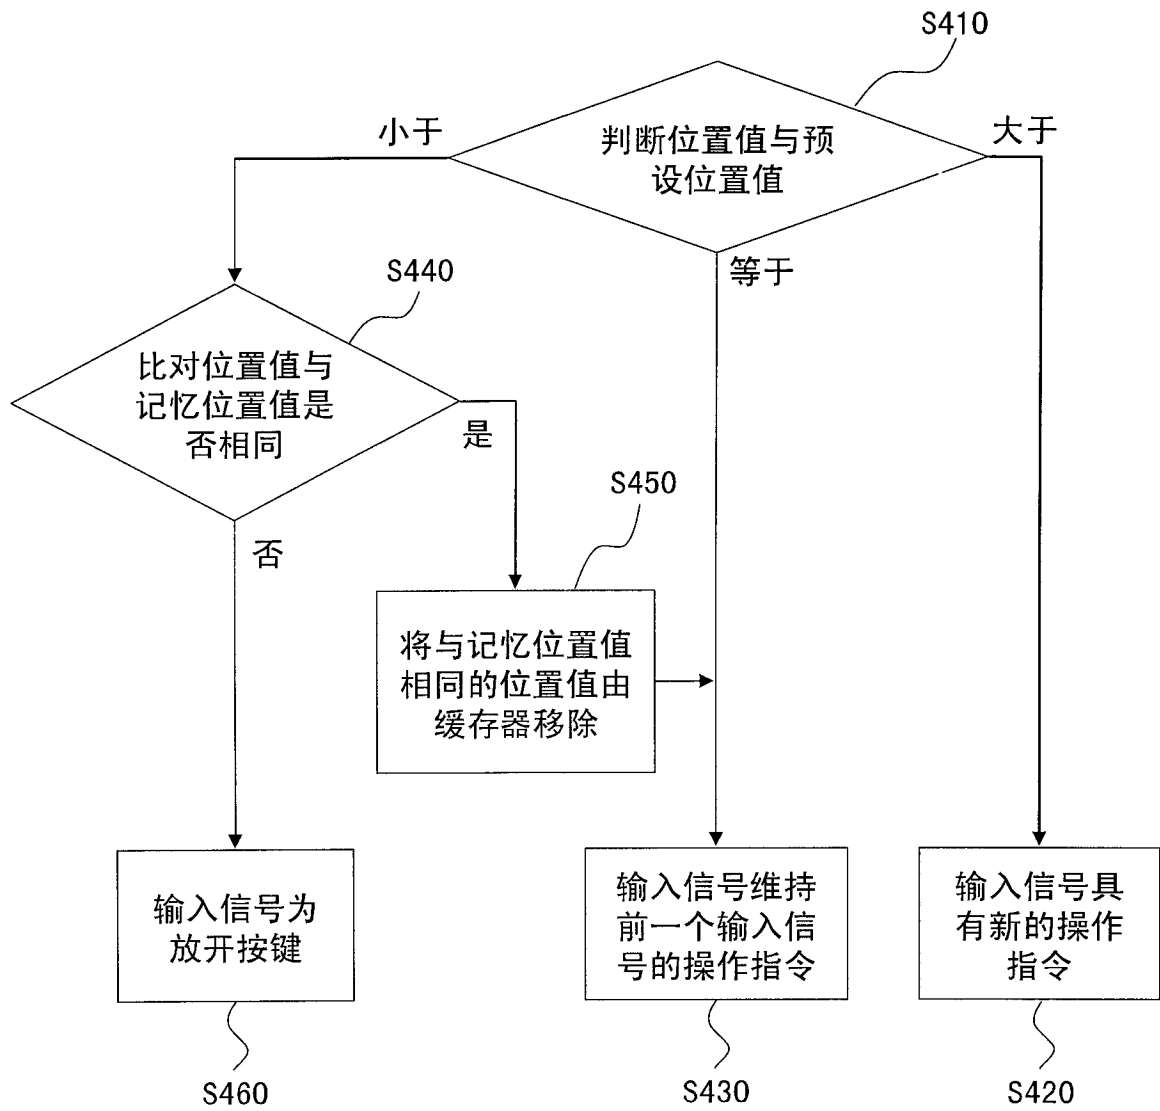 S410
小于
大于
判断位置值与预
设位置值
等于
S440
比对位置值与
记忆位置值是
否相同
是
S450
否
将与记忆位置值
相同的位置值由
缓存器移除
输入信号为
放开按键
输入信号维持
前一个输入信
号的操作指令
输入信号具
有新的操作
指令
S460
S430
S420